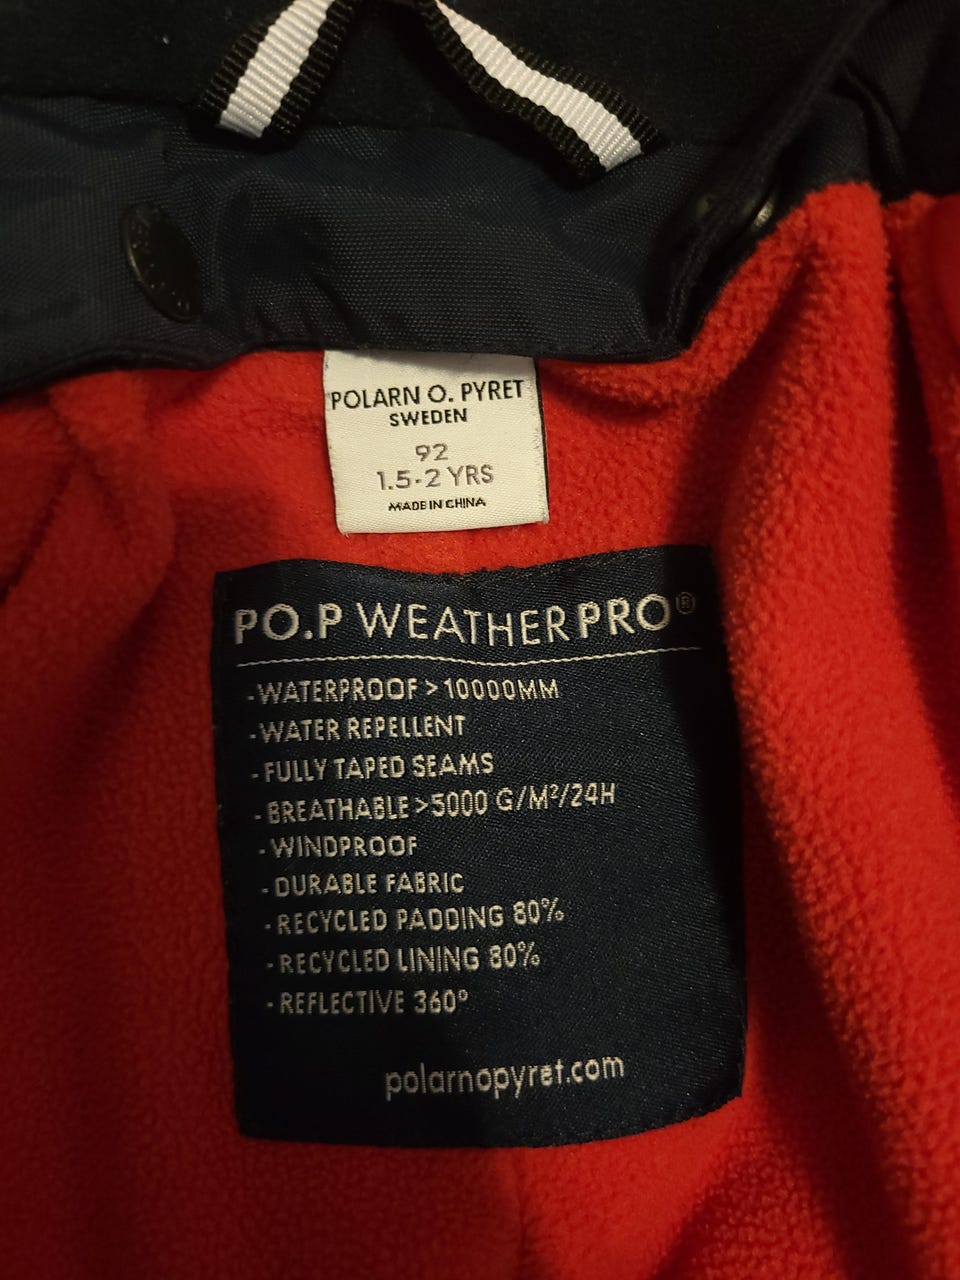 POLARN O. PYRET
SWEDEN
92
1.5-2 YRS
MADE IN CHINA
PO.P WEATHERPRO®
-WATERPROOF >10000MM
-WATER REPELLENT
-FULLY TAPED SEAMS
-BREATHABLE >5000 G/M²/24H
-WINDPROOF
-DURABLE FABRIC
-RECYCLED PADDING 80%
-RECYCLED LINING 80%
-REFLECTIVE 360°
polarnopyret.com